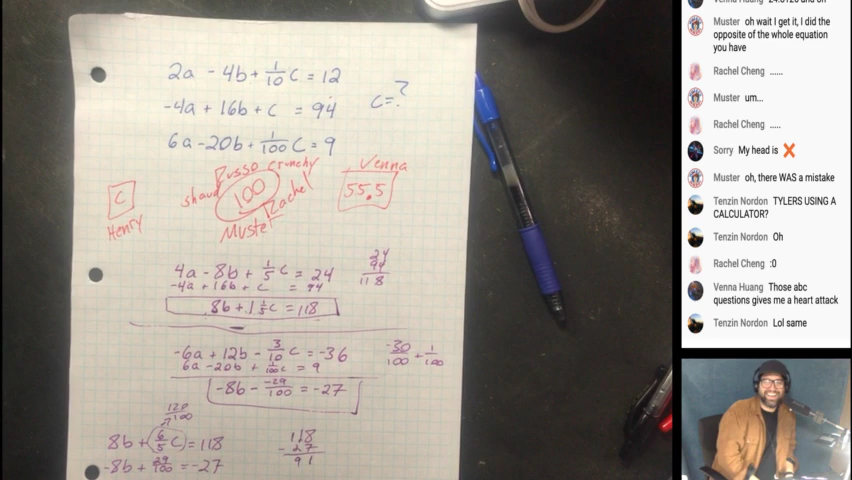 2a - 4b + 1/10 c = 12
-4a + 16b + c = 94
c = ?
6a - 20b + 1/100 c = 9
Russo crunchy
shaud
100
Rachel
Muster
Venna
55.5
C
Henry
4a - 8b + 1/5 c = 24
-4a + 16b + c = 94
8b + 1 1/5 c = 118
24
94
118
-6a + 12b - 3/10 c = -36
6a - 20b + 1/100 c = 9
-8b - -29/100 = -27
-30/100 + 1/100
120/100
8b + 6/5 c = 118
-8b + 29/100 = -27
118
- 27
91
Muster oh wait I get it, I did the
opposite of the whole equation
you have
Rachel Cheng ......
Muster um...
Rachel Cheng .....
Sorry My head is ❌
Muster oh, there WAS a mistake
Tenzin Nordon TYLERS USING A
CALCULATOR?
Tenzin Nordon Oh
Rachel Cheng :0
Venna Huang Those abc
questions gives me a heart attack
Tenzin Nordon Lol same